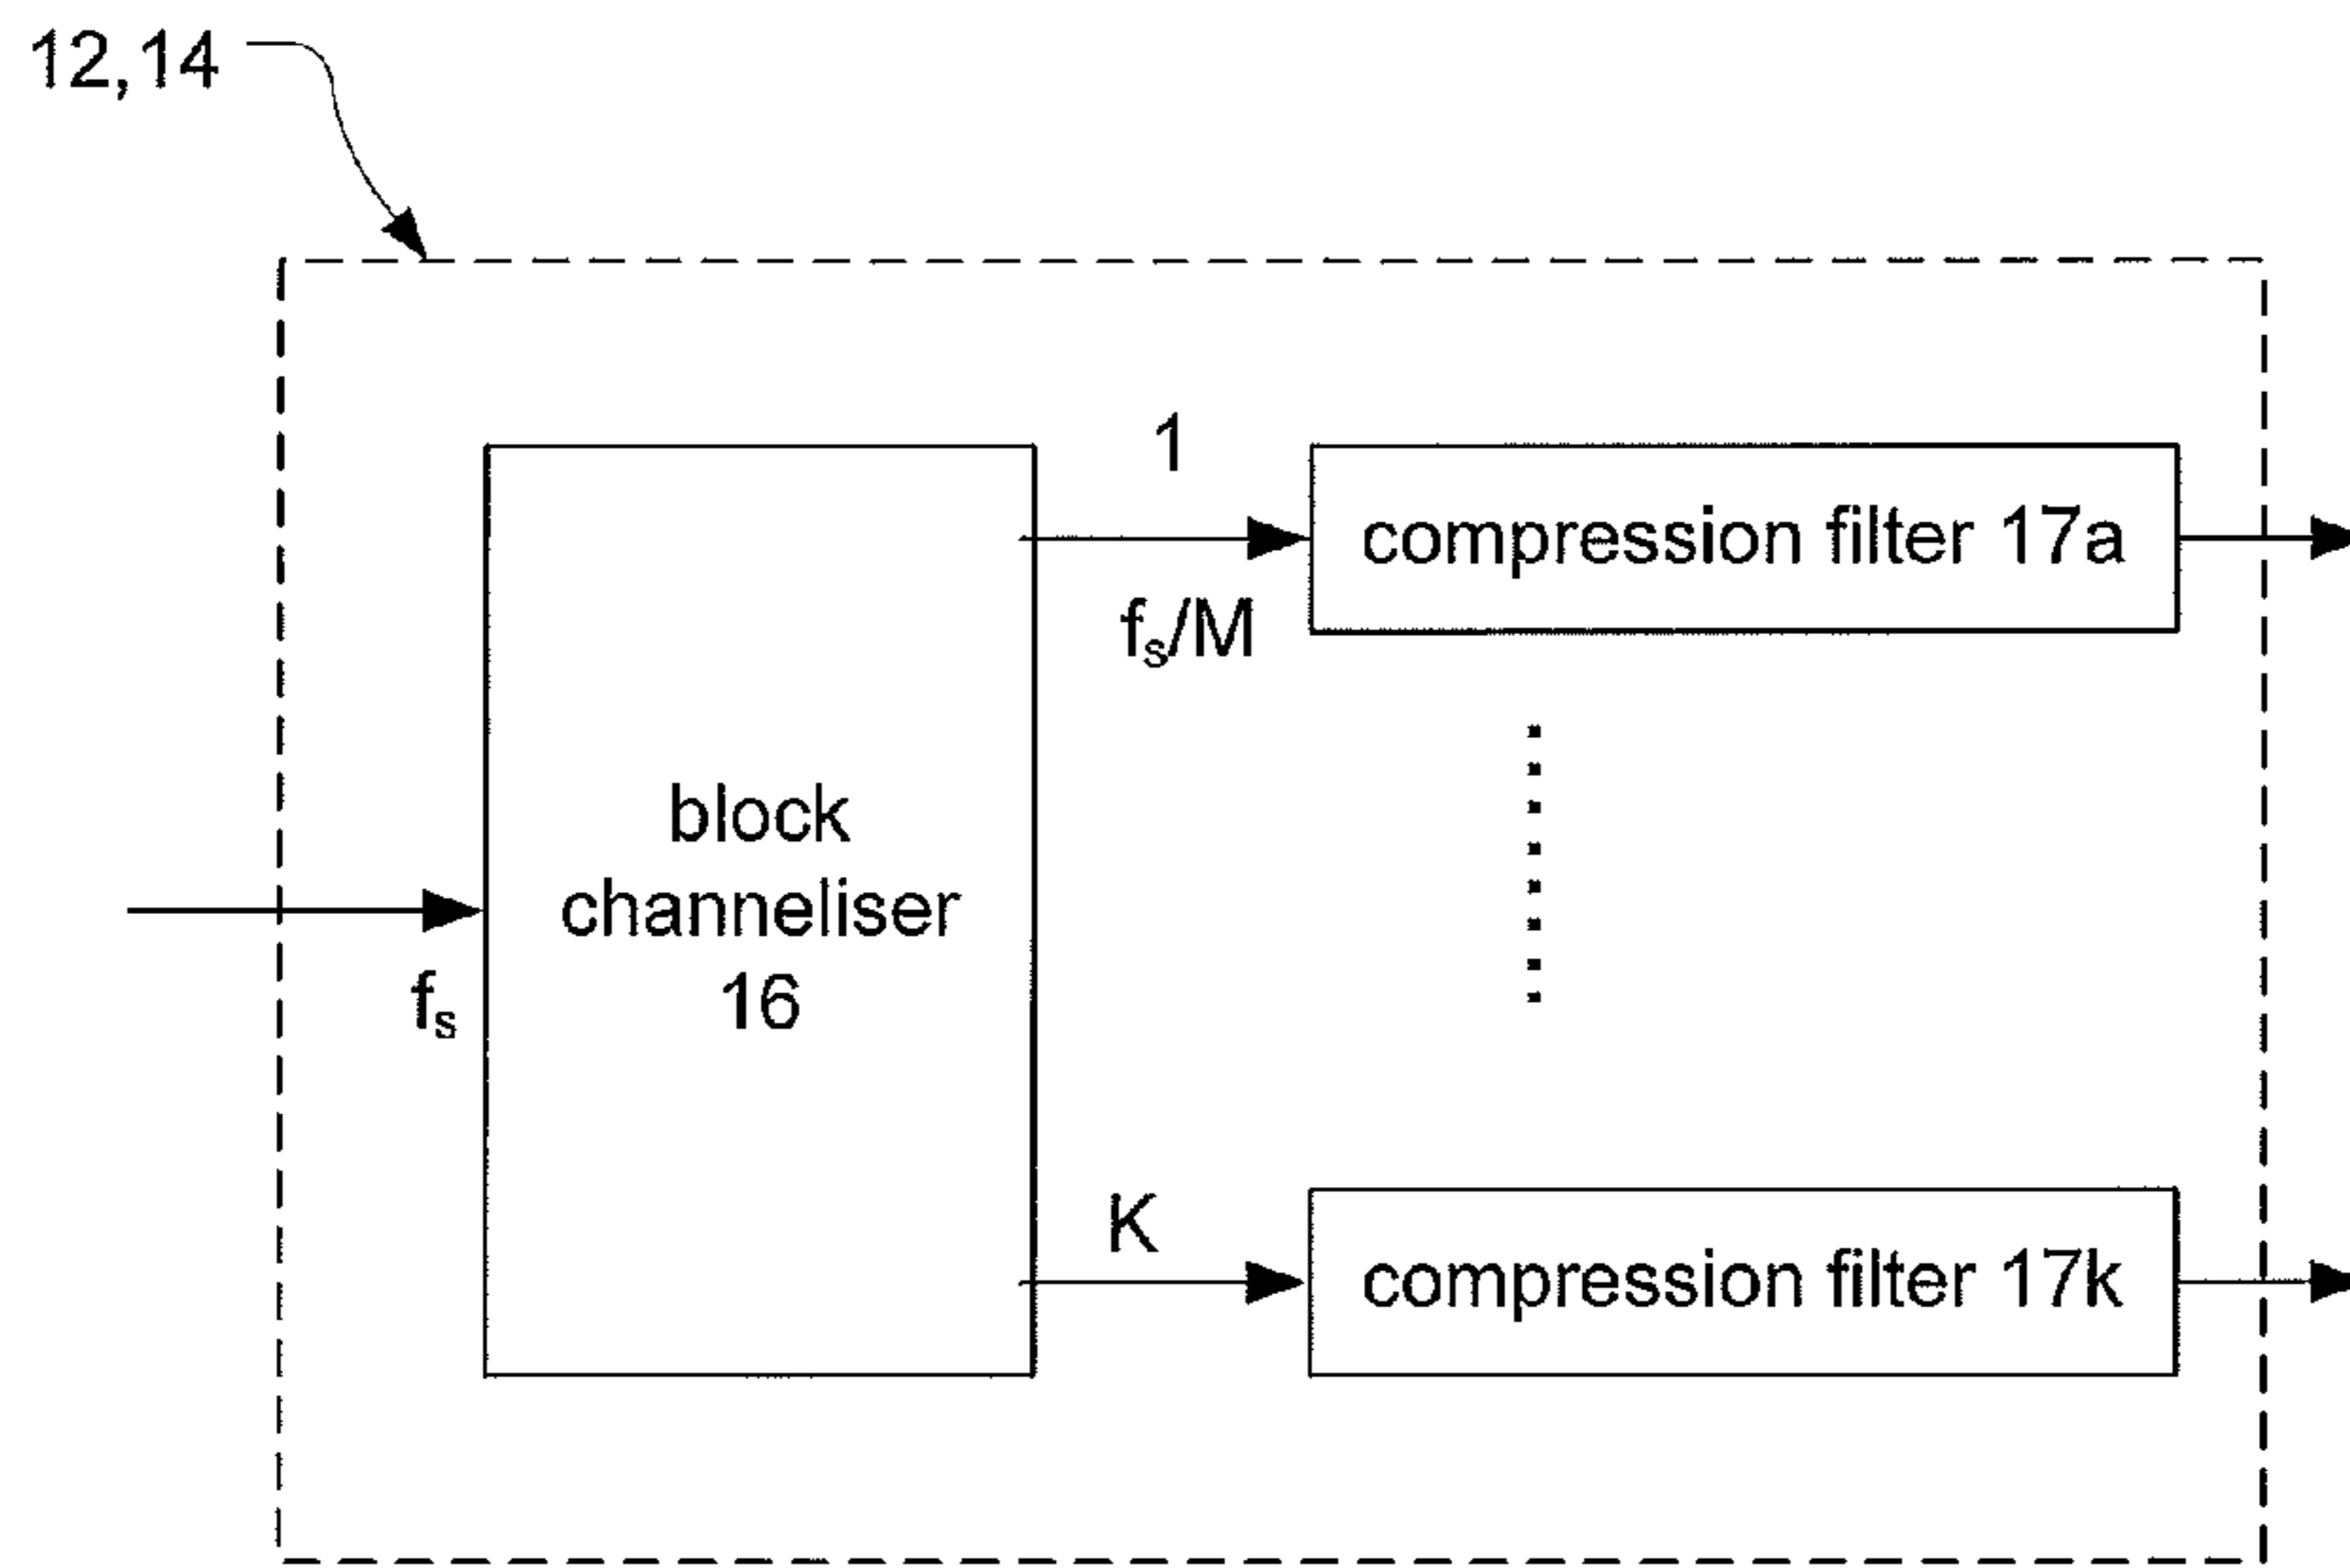 12,14
1
compression filter 17a
fₛ/M
block
channeliser
16
fₛ
K
compression filter 17k